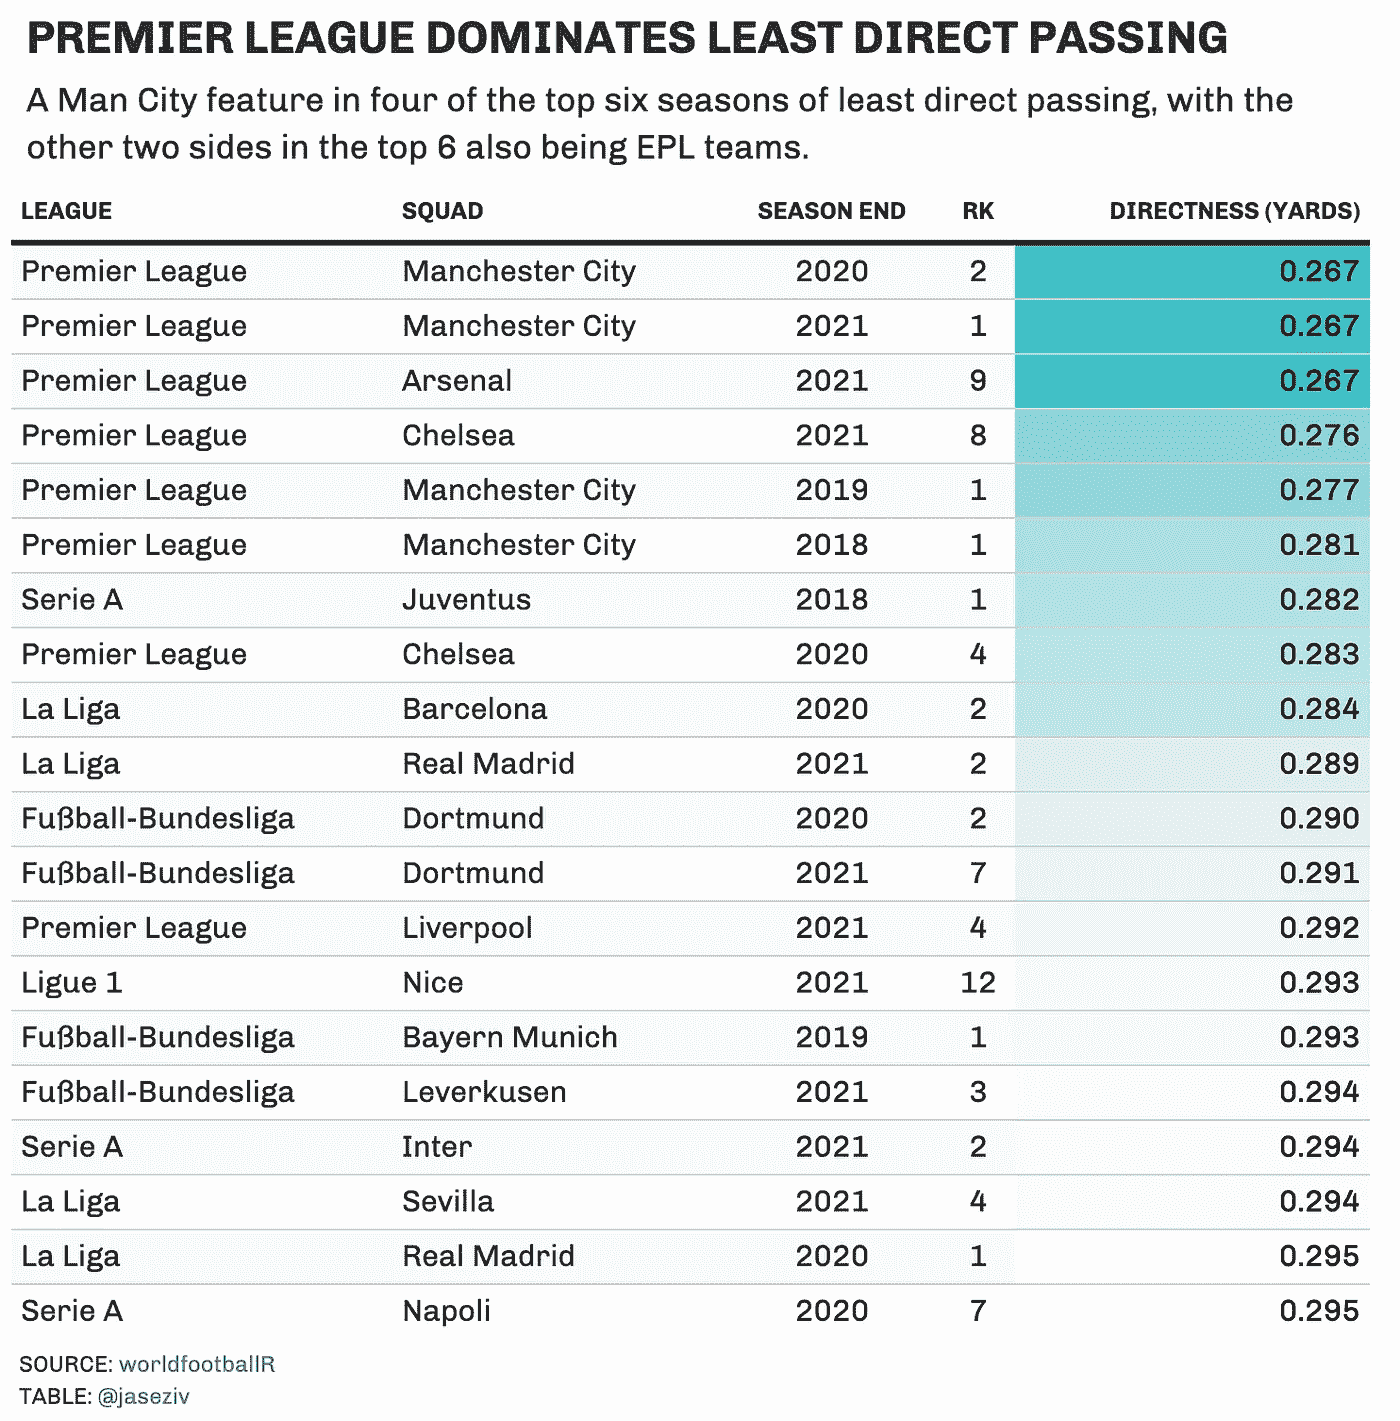 PREMIER LEAGUE DOMINATES LEAST DIRECT PASSING
A Man City feature in four of the top six seasons of least direct passing, with the
other two sides in the top 6 also being EPL teams.
LEAGUE SQUAD SEASON END RK DIRECTNESS (YARDS)
Premier League Manchester City 2020 2 0.267
Premier League Manchester City 2021 1 0.267
Premier League Arsenal 2021 9 0.267
Premier League Chelsea 2021 8 0.276
Premier League Manchester City 2019 1 0.277
Premier League Manchester City 2018 1 0.281
Serie A Juventus 2018 1 0.282
Premier League Chelsea 2020 4 0.283
La Liga Barcelona 2020 2 0.284
La Liga Real Madrid 2021 2 0.289
Fußball-Bundesliga Dortmund 2020 2 0.290
Fußball-Bundesliga Dortmund 2021 7 0.291
Premier League Liverpool 2021 4 0.292
Ligue 1 Nice 2021 12 0.293
Fußball-Bundesliga Bayern Munich 2019 1 0.293
Fußball-Bundesliga Leverkusen 2021 3 0.294
Serie A Inter 2021 2 0.294
La Liga Sevilla 2021 4 0.294
La Liga Real Madrid 2020 1 0.295
Serie A Napoli 2020 7 0.295
SOURCE: worldfootballR
TABLE: @jaseziv